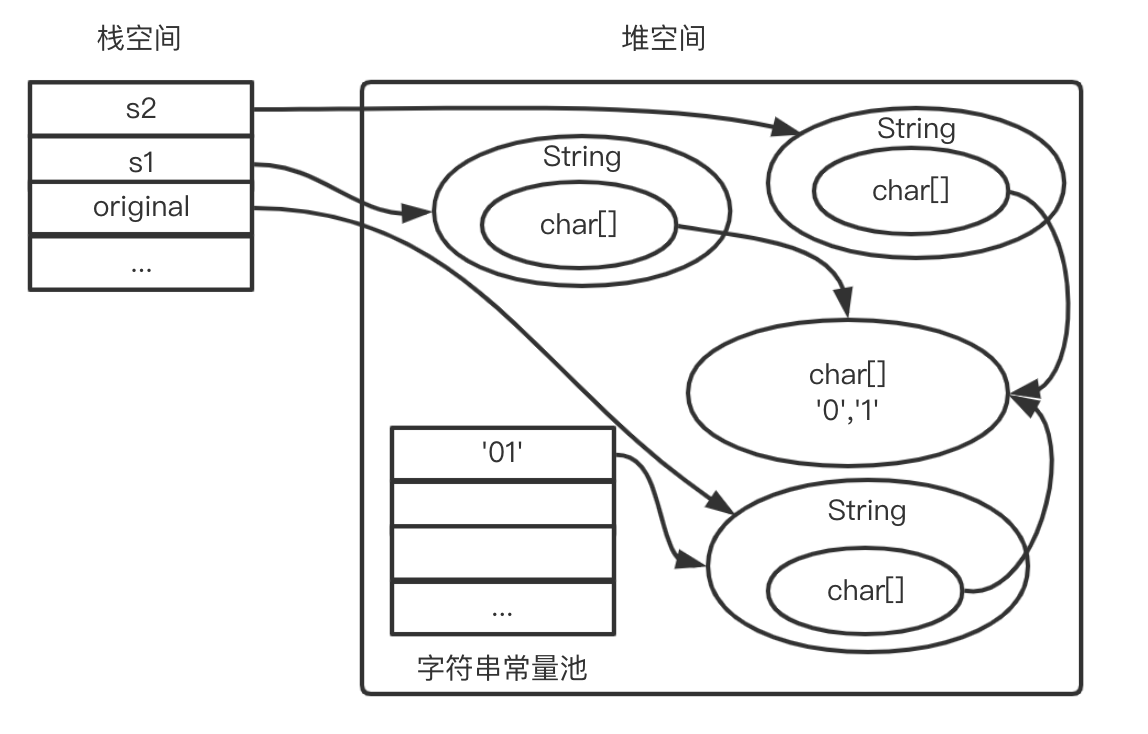 栈空间
堆空间
s2
s1
original
...
String
char[]
String
char[]
char[]
'0','1'
'01'
...
String
char[]
字符串常量池